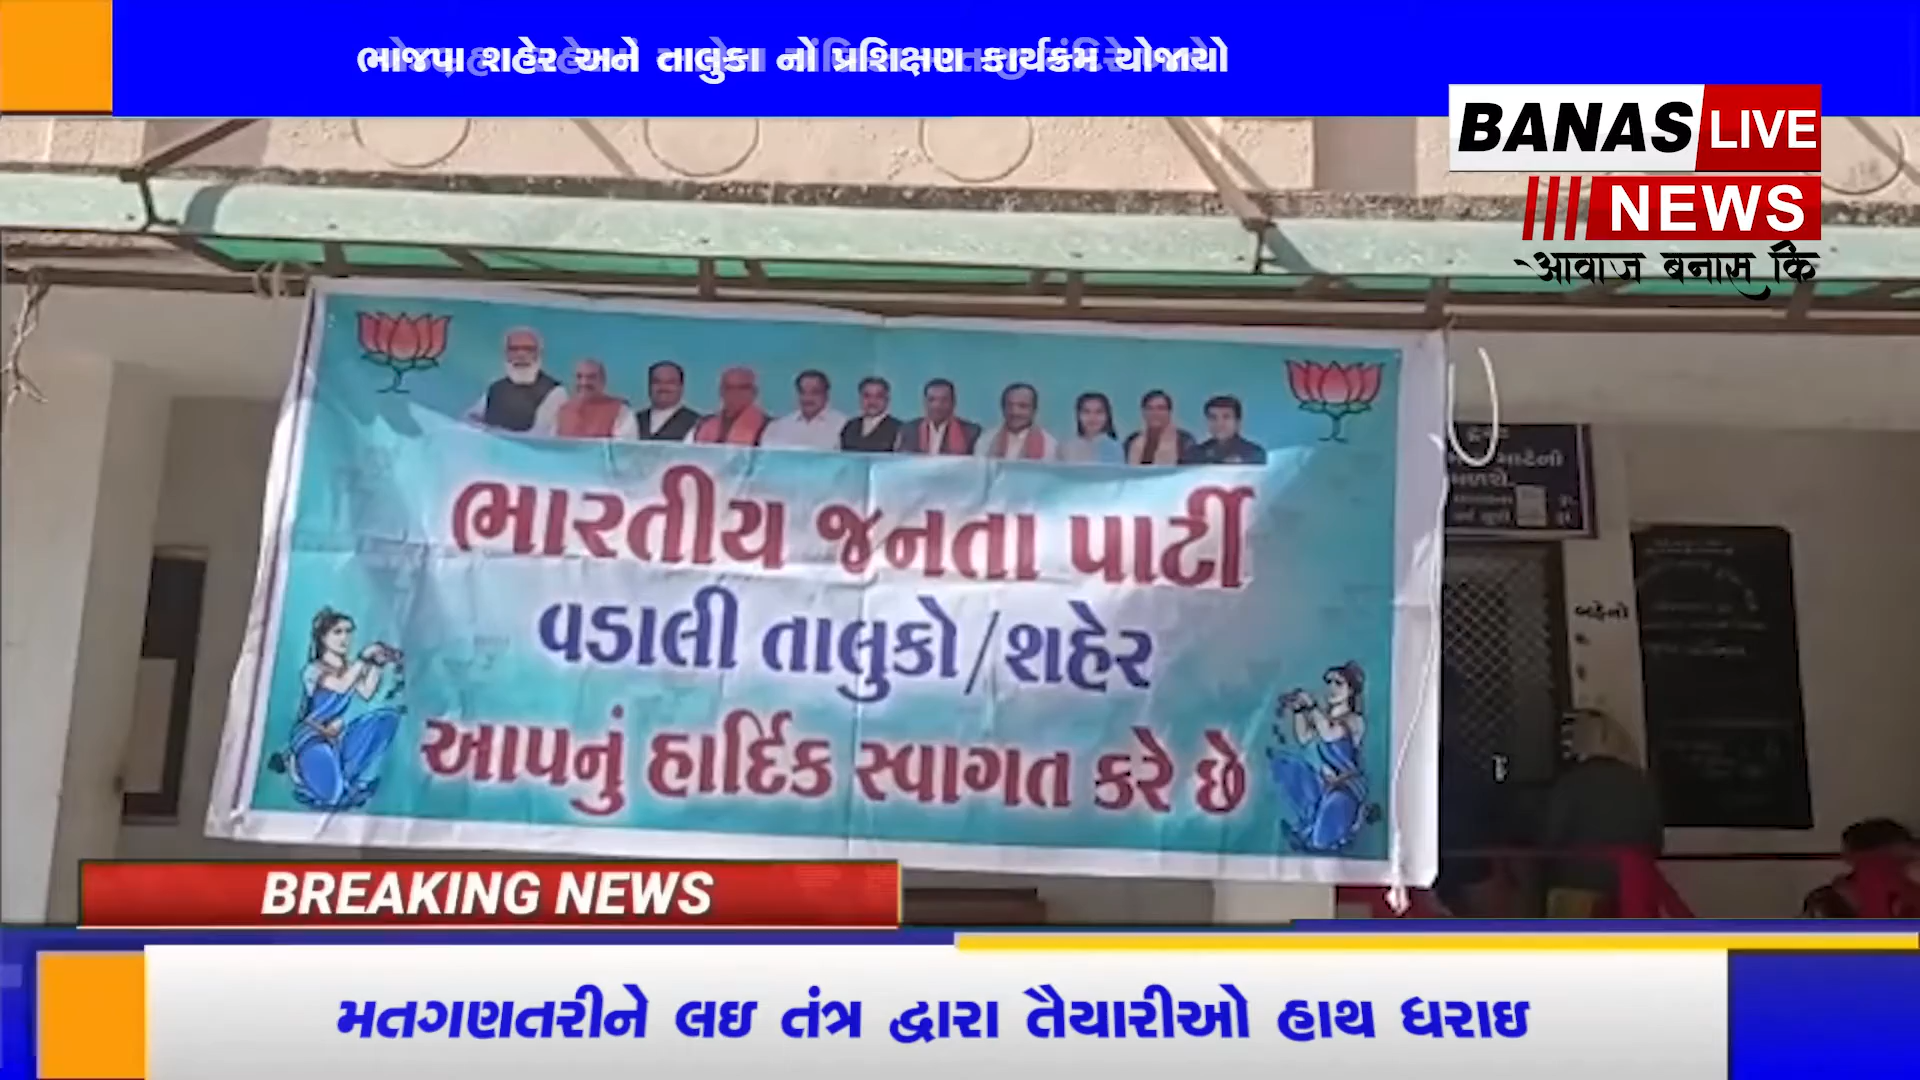 ભાજપા શહેર અને તાલુકા નો પ્રશિક્ષણ કાર્યક્રમ યોજાયો
BANAS LIVE
NEWS
आवाज बनास कि
ભારતીય જનતા પાર્ટી
વડાલી તાલુકો/શહેર
આપનું હાર્દિક સ્વાગત કરે છે
બહેનો
BREAKING NEWS
મતગણતરીને લઇ તંત્ર દ્વારા તૈયારીઓ હાથ ધરાઇ